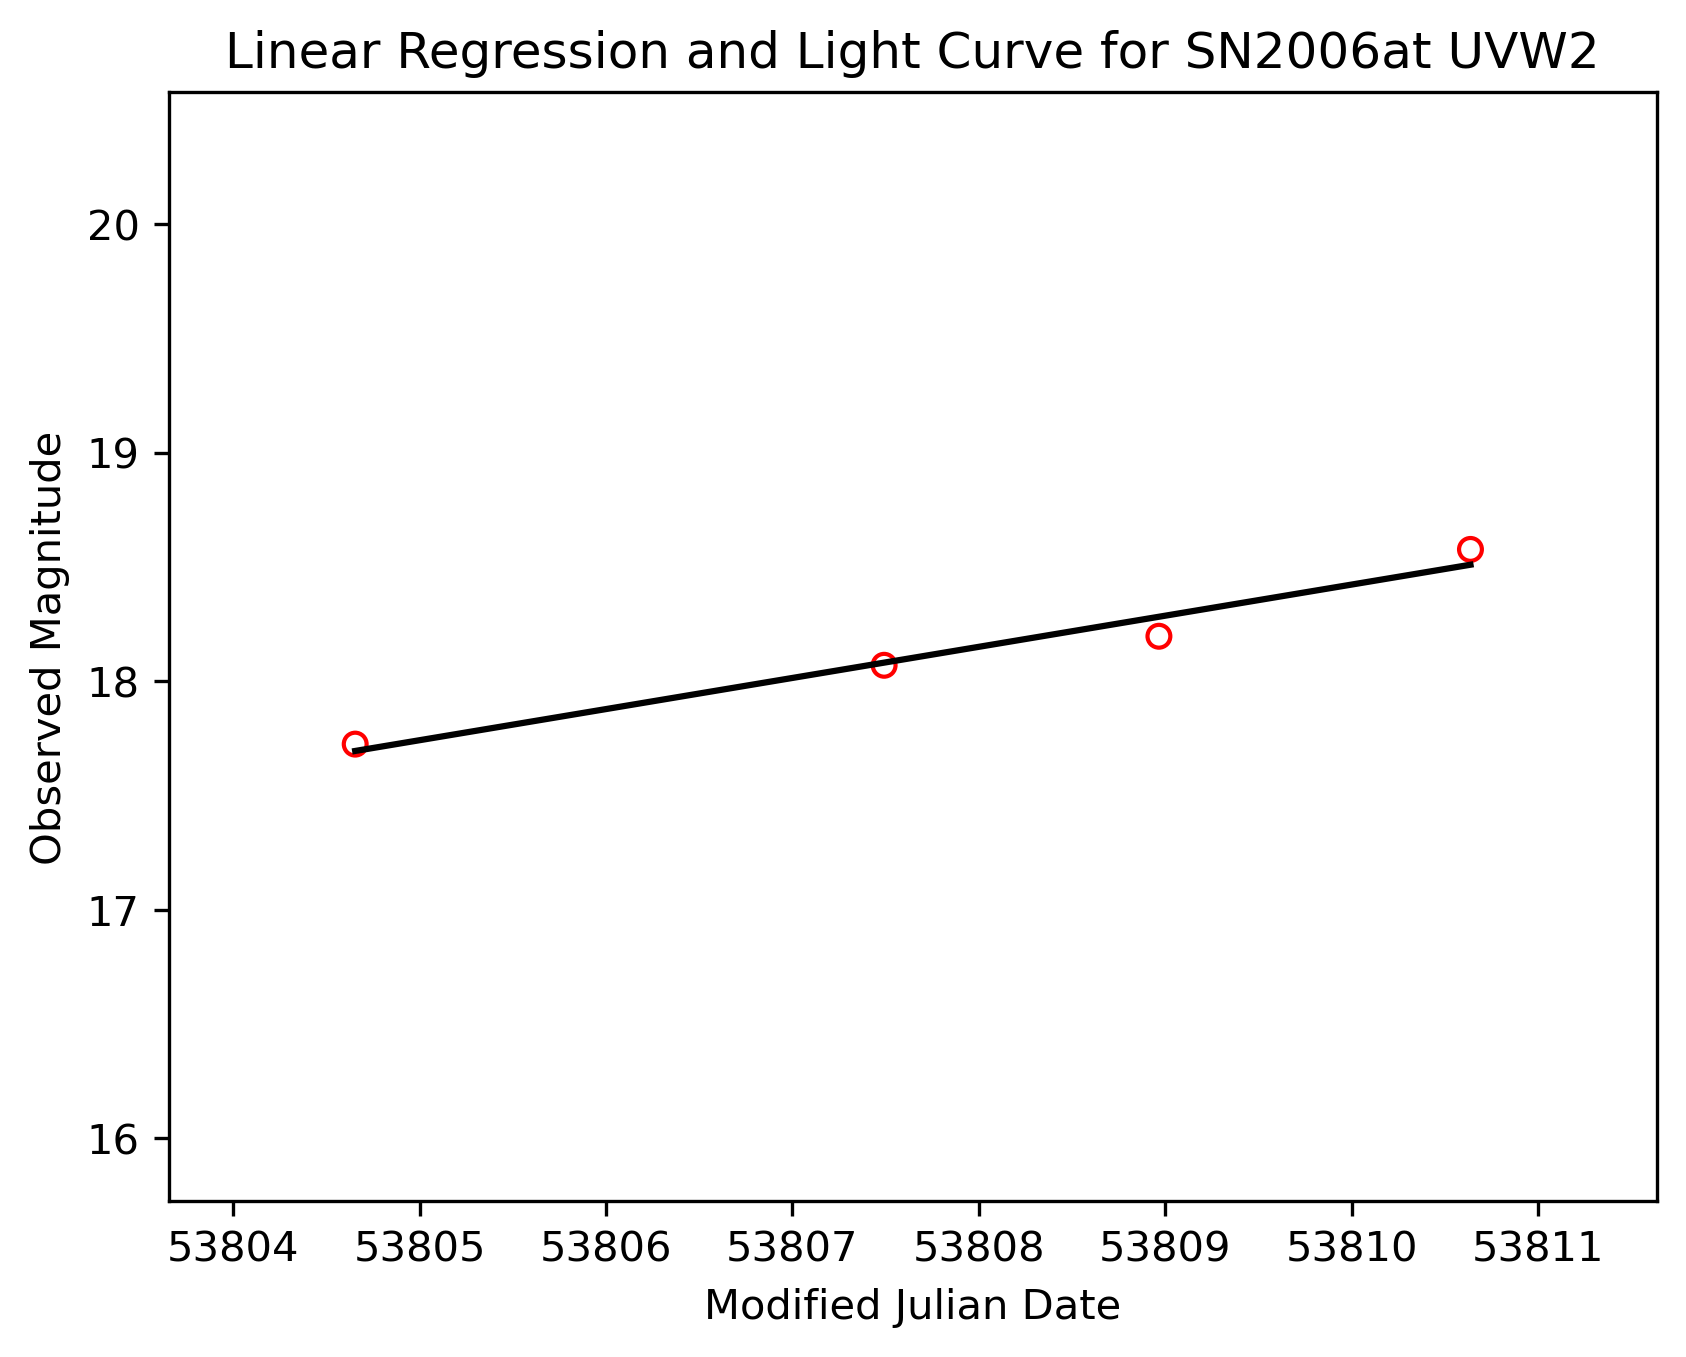 Linear Regression and Light Curve for SN2006at UVW2
Observed Magnitude
20
19
18
17
16
53804 53805 53806 53807 53808 53809 53810 53811
Modified Julian Date